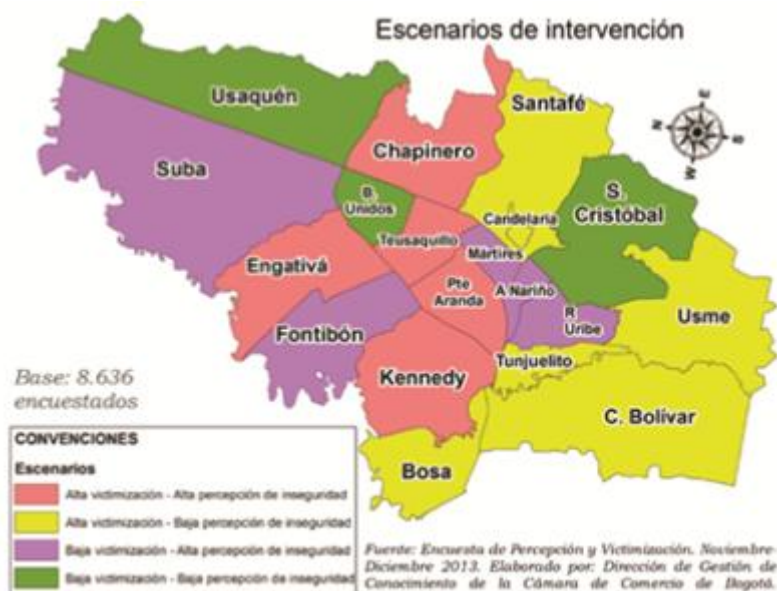 Escenarios de intervención
Usaquén
Santafé
Chapinero
Suba
S.
Cristóbal
B.
Unidos
Candelaria
Teusaquillo
Martires
Engativá
Pte
Aranda
A Nariño
R
Uribe
Usme
Fontibón
Tunjuelito
Kennedy
C. Bolívar
Bosa
N
E
S
W
Base: 8.636
encuestados
CONVENCIONES
Escenarios
Alta victimización - Alta percepción de inseguridad
Alta victimización - Baja percepción de inseguridad
Baja victimización - Alta percepción de inseguridad
Baja victimización - Baja percepción de inseguridad
Fuente: Encuesta de Percepción y Victimización. Noviembre-
Diciembre 2013. Elaborado por: Dirección de Gestión de
Conocimiento de la Cámara de Comercio de Bogotá.